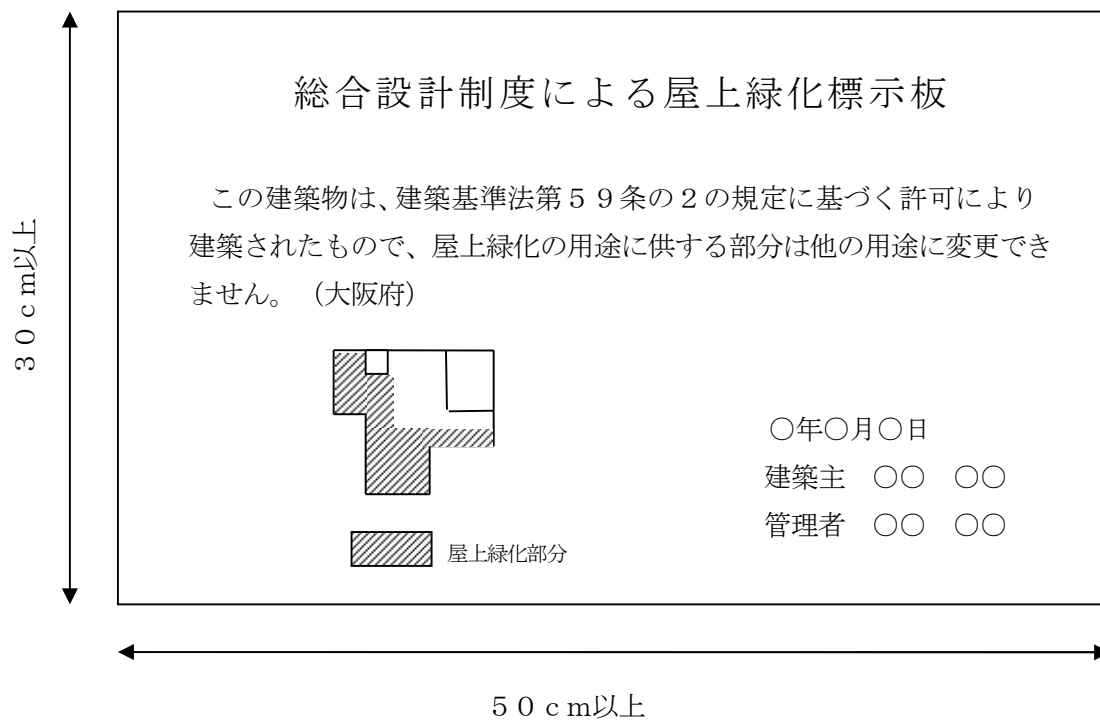 総合設計制度による屋上緑化標示板
この建築物は、建築基準法第５９条の２の規定に基づく許可により
建築されたもので、屋上緑化の用途に供する部分は他の用途に変更でき
ません。（大阪府）
３０ｃｍ以上
○年○月○日
建築主　○○　○○
管理者　○○　○○
屋上緑化部分
５０ｃｍ以上